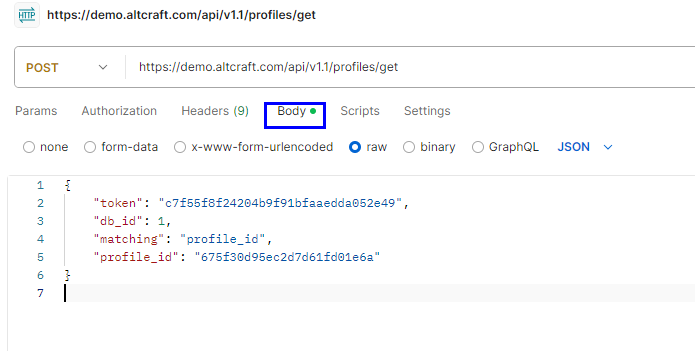 HTTP https://demo.altcraft.com/api/v1.1/profiles/get
POST https://demo.altcraft.com/api/v1.1/profiles/get
Params Authorization Headers (9) Body Scripts Settings
none form-data x-www-form-urlencoded raw binary GraphQL JSON
1 {
2 "token": "c7f55f8f24204b9f91bfaaedda052e49",
3 "db_id": 1,
4 "matching": "profile_id",
5 "profile_id": "675f30d95ec2d7d61fd01e6a"
6 }
7